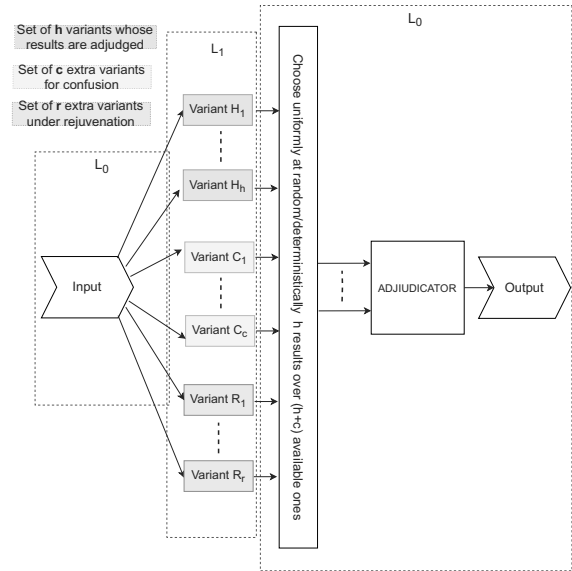 Set of h variants whose
results are adjudged
Set of c extra variants
for confusion
Set of r extra variants
under rejuvenation
L0
L1
L0
Input
Variant H1
Variant Hh
Variant C1
Variant Cc
Variant R1
Variant Rr
Choose uniformly at random/deterministically h results over (h+c) available
ones
ADJIUDICATOR
Output